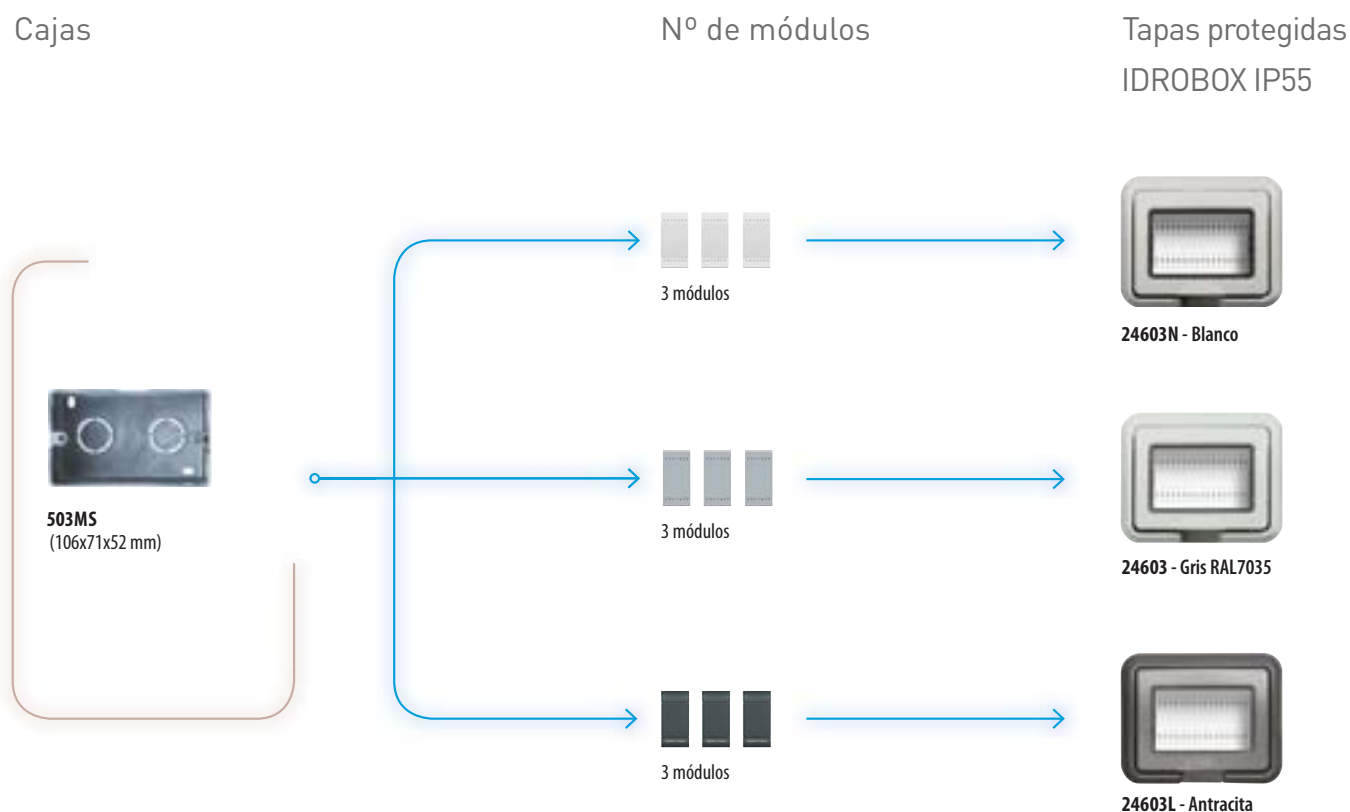 Cajas
Nº de módulos
Tapas protegidas
IDROBOX IP55
3 módulos
24603N - Blanco
503MS
(106x71x52 mm)
3 módulos
24603 - Gris RAL7035
3 módulos
24603L - Antracita